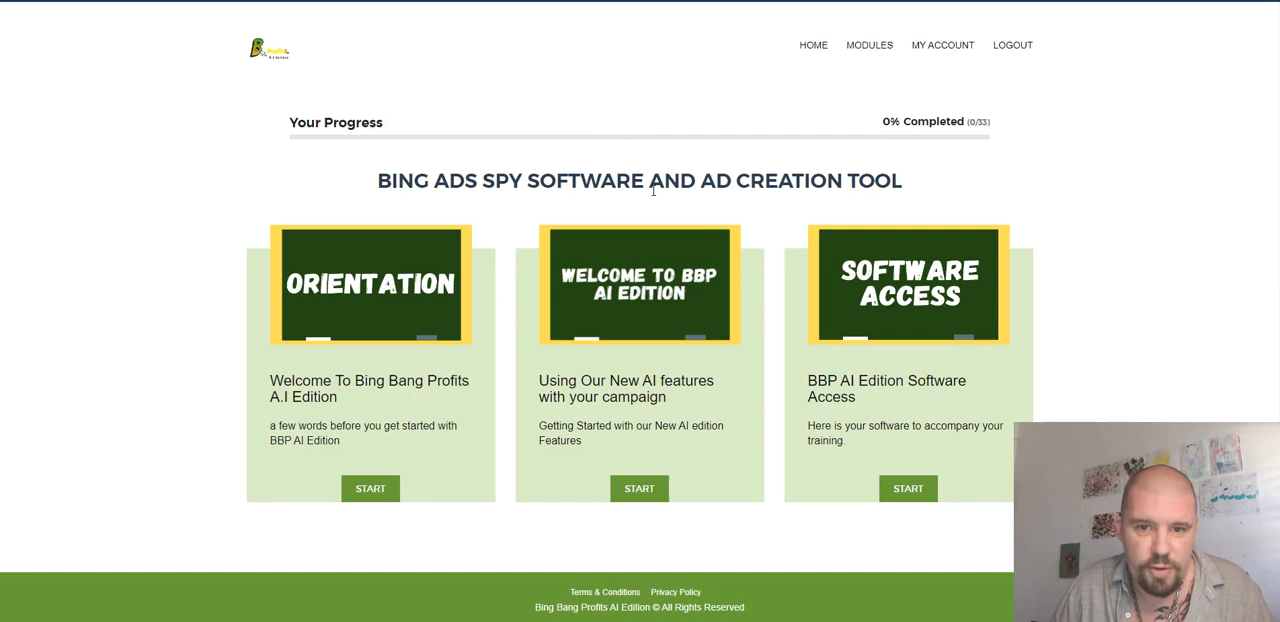 HOME MODULES MY ACCOUNT LOGOUT
Your Progress
0% Completed (0/33)
BING ADS SPY SOFTWARE AND AD CREATION TOOL
ORIENTATION
Welcome To Bing Bang Profits
A.I Edition
a few words before you get started with
BBP AI Edition
START
WELCOME TO BBP
AI EDITION
Using Our New AI features
with your campaign
Getting Started with our New AI edition
Features
START
SOFTWARE
ACCESS
BBP AI Edition Software
Access
Here is your software to accompany your
training.
START
Terms & Conditions Privacy Policy
Bing Bang Profits AI Edition © All Rights Reserved